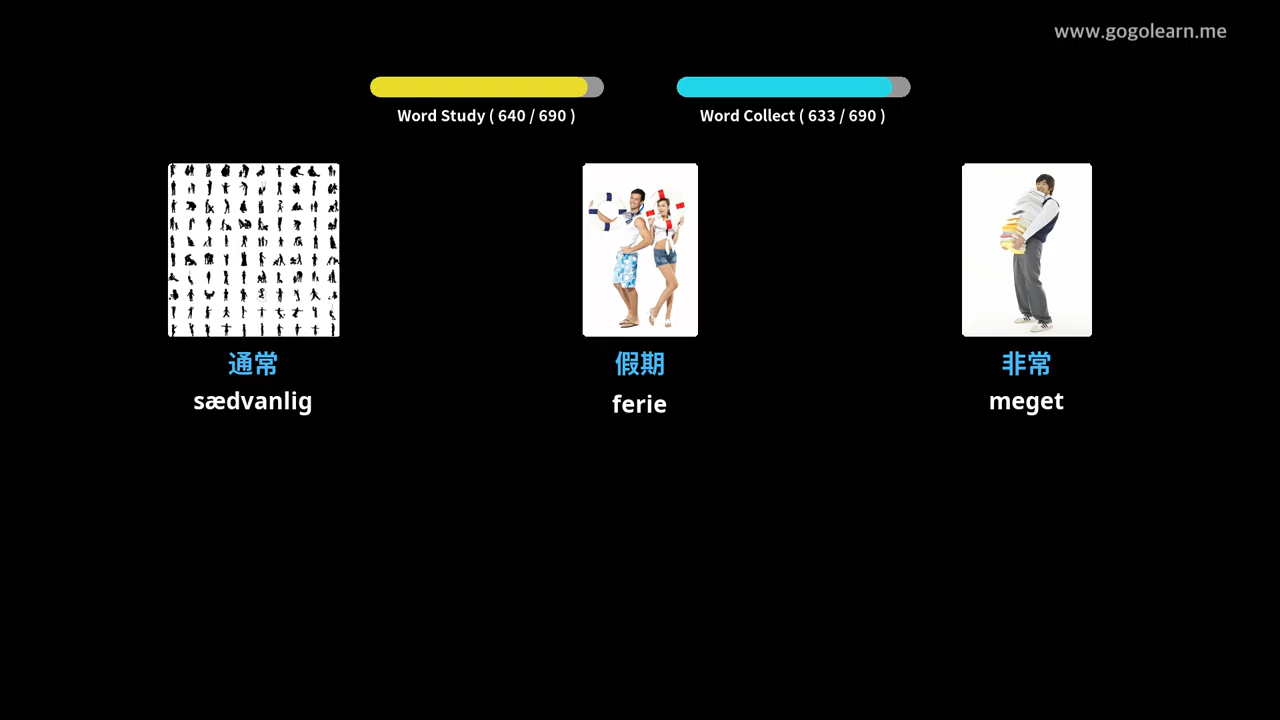 www.gogolearn.me
Word Study ( 640 / 690 )
Word Collect ( 633 / 690 )
通常
假期
非常
sædvanlig
ferie
meget